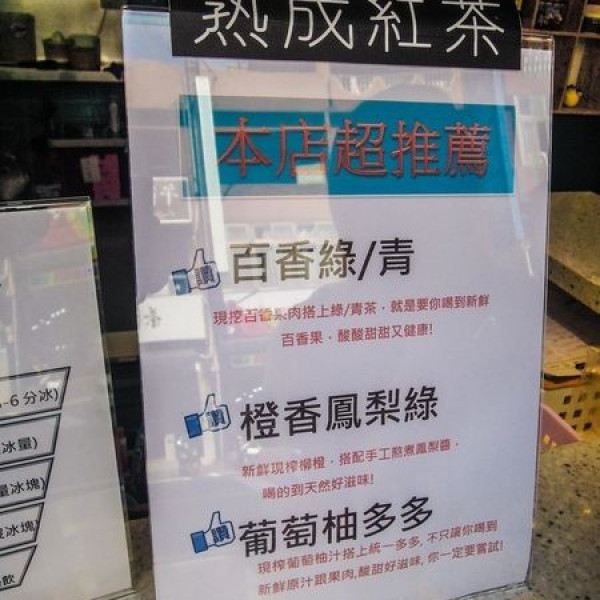 熟成紅茶
本店超推薦
讚 百香綠/青
現挖百香果肉搭上綠/青茶，就是要你喝到新鮮
百香果，酸酸甜甜又健康!
讚 橙香鳳梨綠
新鮮現榨柳橙，搭配手工熬煮鳳梨醬，
喝的到天然好滋味!
讚 葡萄柚多多
現榨葡萄柚汁搭上統一多多，不只讓你喝到
新鮮原汁跟果肉，酸甜好滋味，你一定要嘗試!
-6分冰)
冰量)
量冰塊)
冰塊)
飲